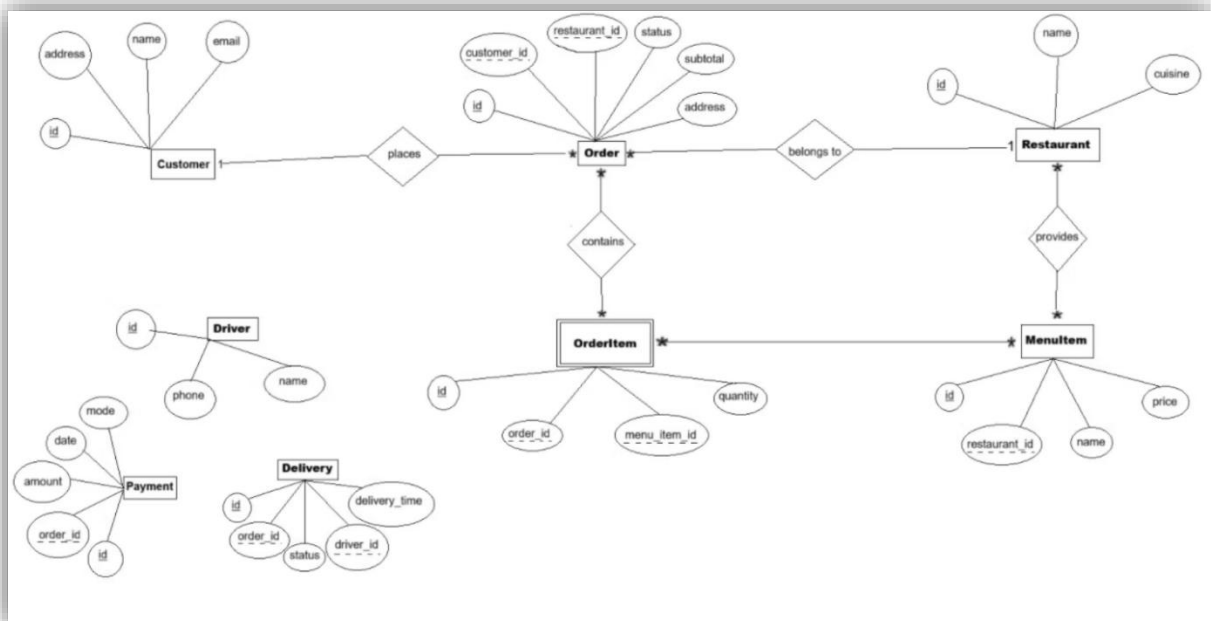 address
name
email
id
Customer
1
places
*
restaurant_id
customer_id
status
subtotal
id
address
Order
*
belongs to
1
name
id
cuisine
Restaurant
*
contains
*
*
provides
*
OrderItem
*
*
MenuItem
id
order_id
menu_item_id
quantity
id
restaurant_id
name
price
id
Driver
phone
name
mode
date
amount
Payment
order_id
id
Delivery
id
order_id
status
driver_id
delivery_time